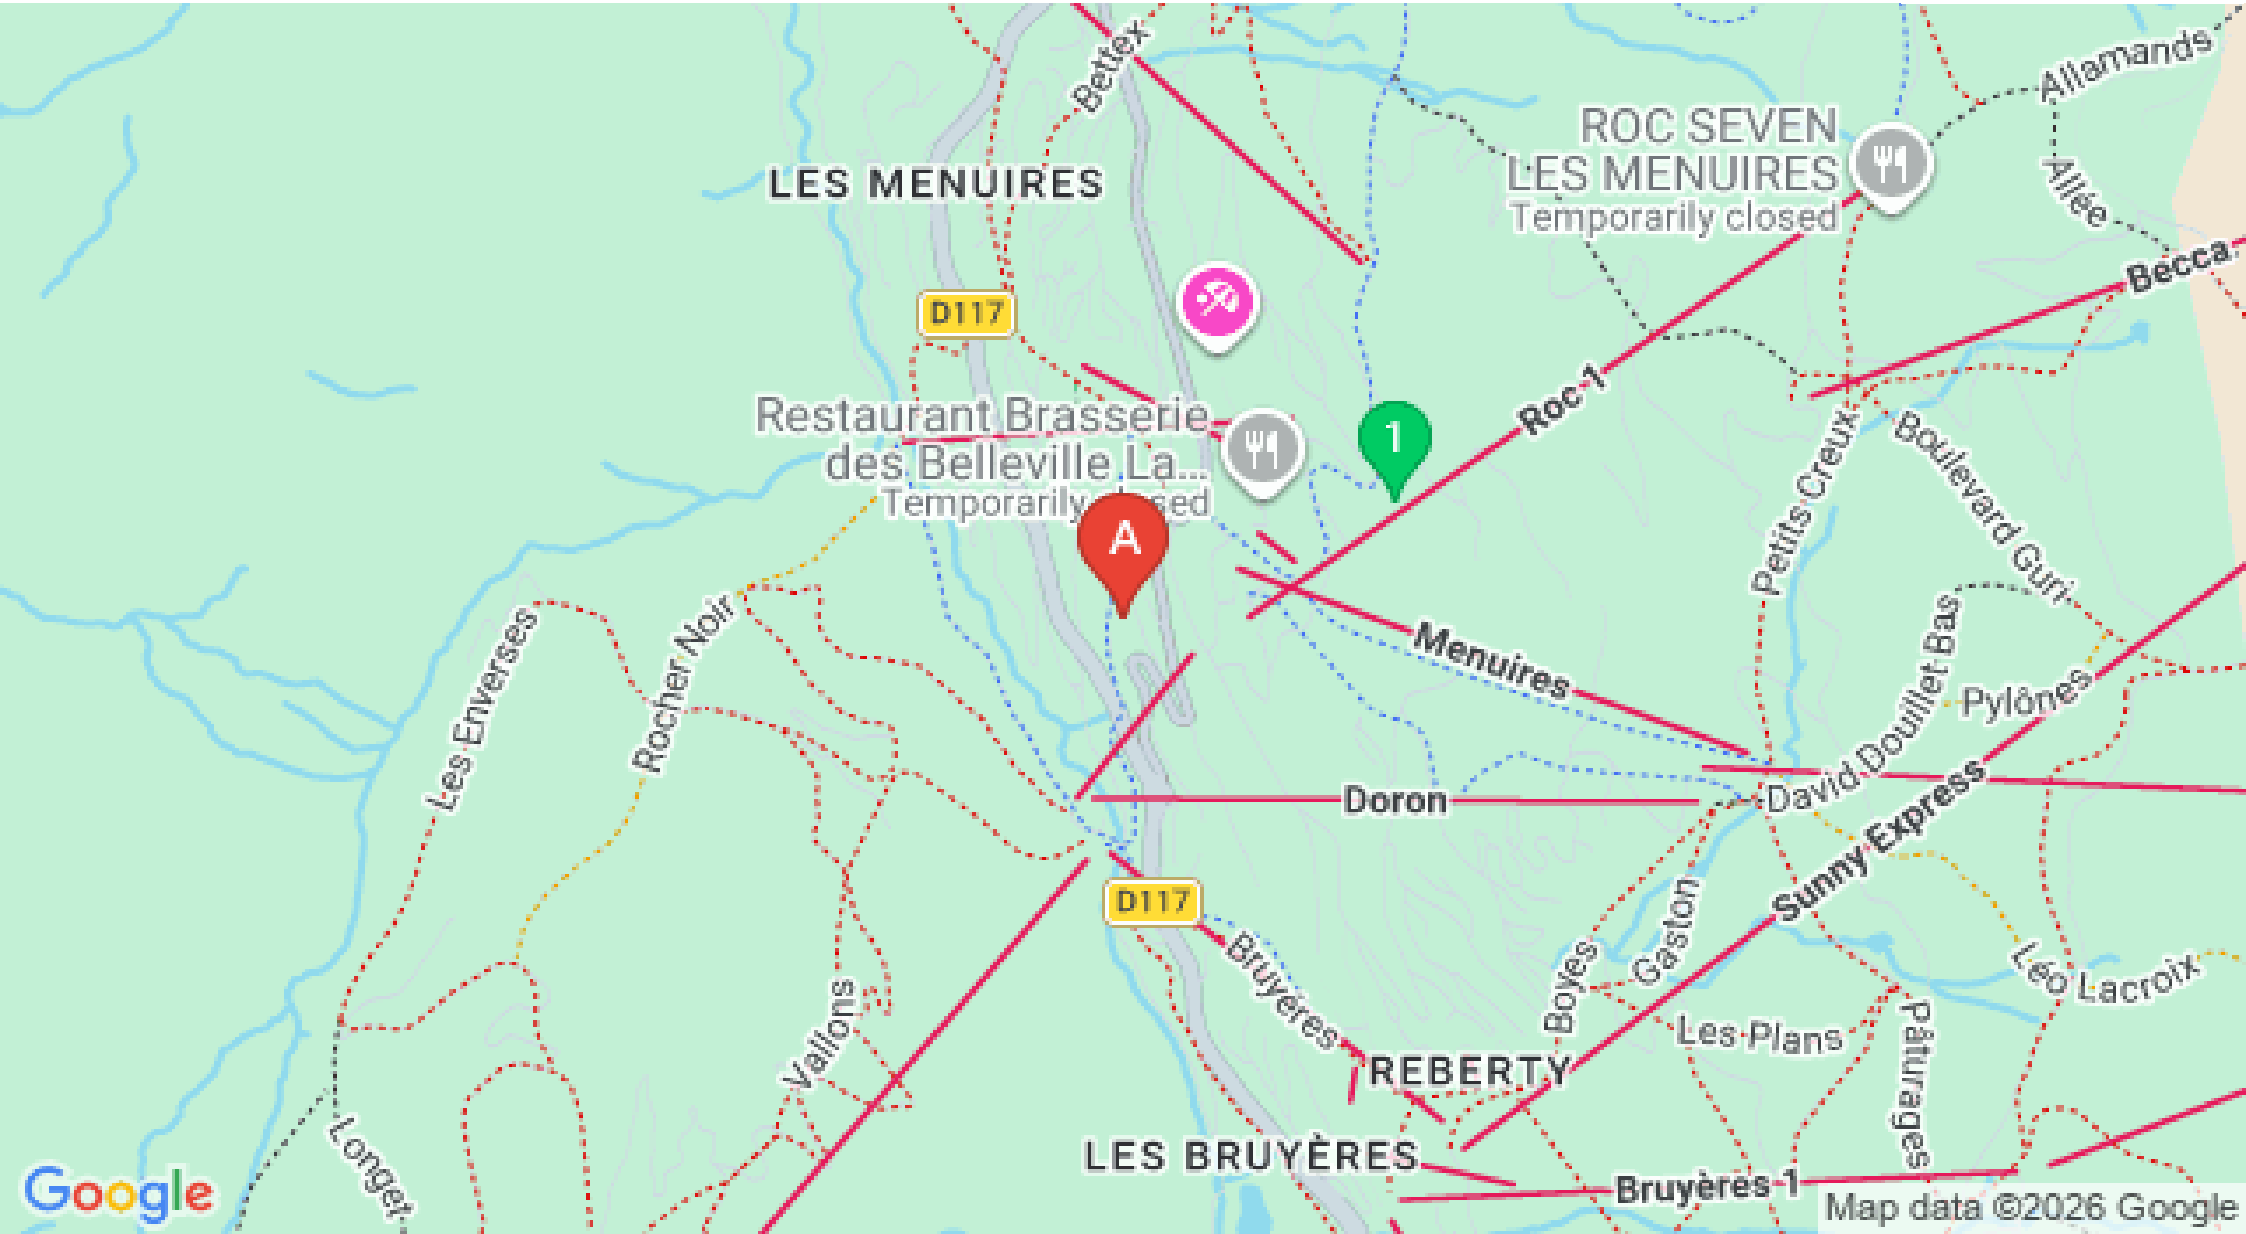 Bettex
Allamands
ROC SEVEN
LES MENUIRES
Temporarily closed
LES MENUIRES
Allée
Becca
D117
Roc 1
Restaurant Brasserie
des Belleville La...
Temporarily closed
1
A
Boulevard Guri
Petits Creux
Les Enverses
Rocher Noir
Menuires
David Douillet Bas
Pylônes
Doron
Sunny Express
D117
Gaston
Bruyères
Boyes
Léo Lacroix
Vallons
Les Plans
Pâturages
REBERTY
LES BRUYÈRES
Longet
Bruyères 1
Google
Map data ©2026 Google